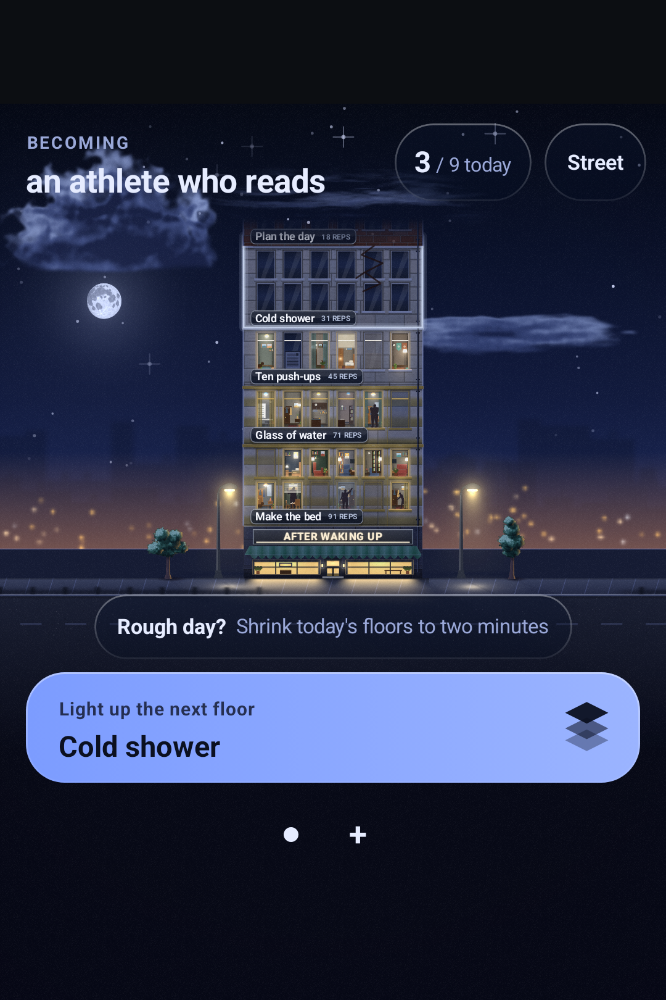 BECOMING
an athlete who reads
3 / 9 today
Street
Plan the day 18 REPS
Cold shower 31 REPS
Ten push-ups 45 REPS
Glass of water 71 REPS
Make the bed 91 REPS
AFTER WAKING UP
Rough day? Shrink today's floors to two minutes
Light up the next floor
Cold shower